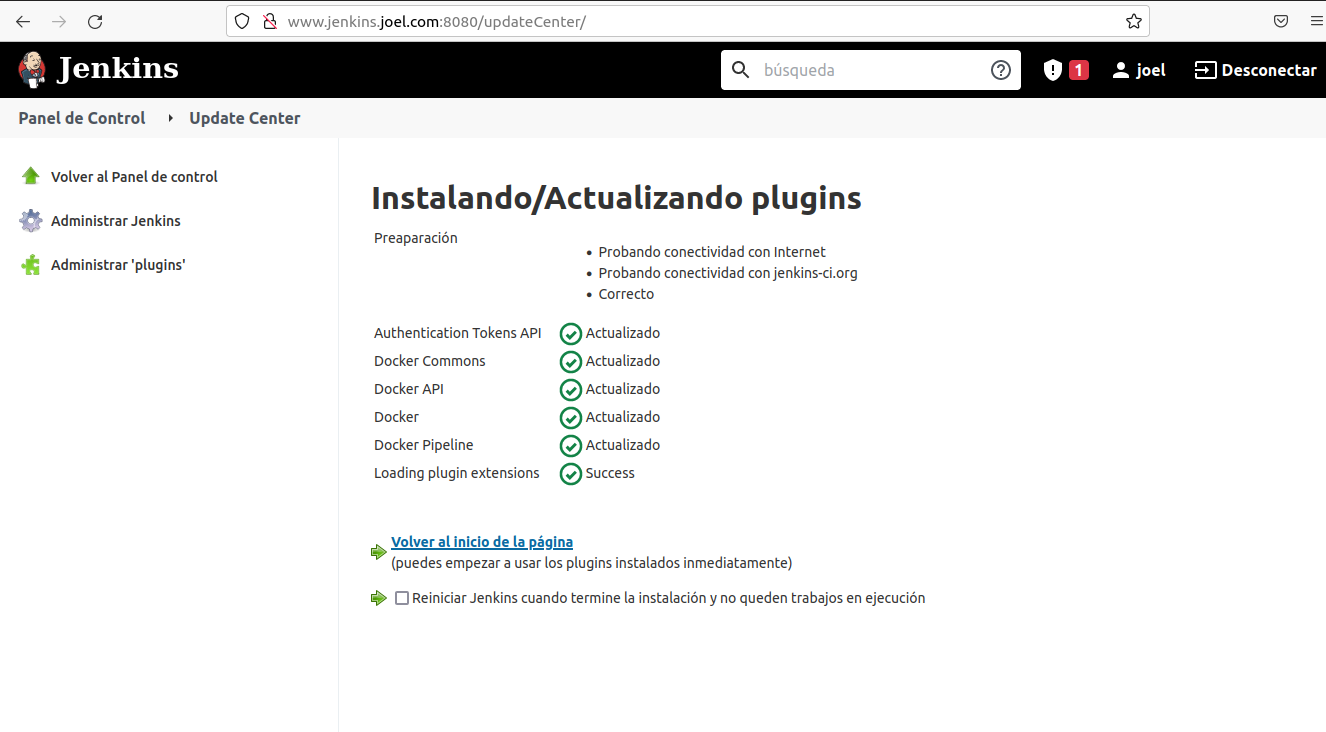 www.jenkins.joel.com:8080/updateCenter/
Jenkins
búsqueda
1
joel
Desconectar
Panel de Control
Update Center
Volver al Panel de control
Administrar Jenkins
Administrar 'plugins'
Instalando/Actualizando plugins
Preaparación
Probando conectividad con Internet
Probando conectividad con jenkins-ci.org
Correcto
Authentication Tokens API Actualizado
Docker Commons Actualizado
Docker API Actualizado
Docker Actualizado
Docker Pipeline Actualizado
Loading plugin extensions Success
Volver al inicio de la página
(puedes empezar a usar los plugins instalados inmediatamente)
Reiniciar Jenkins cuando termine la instalación y no queden trabajos en ejecución